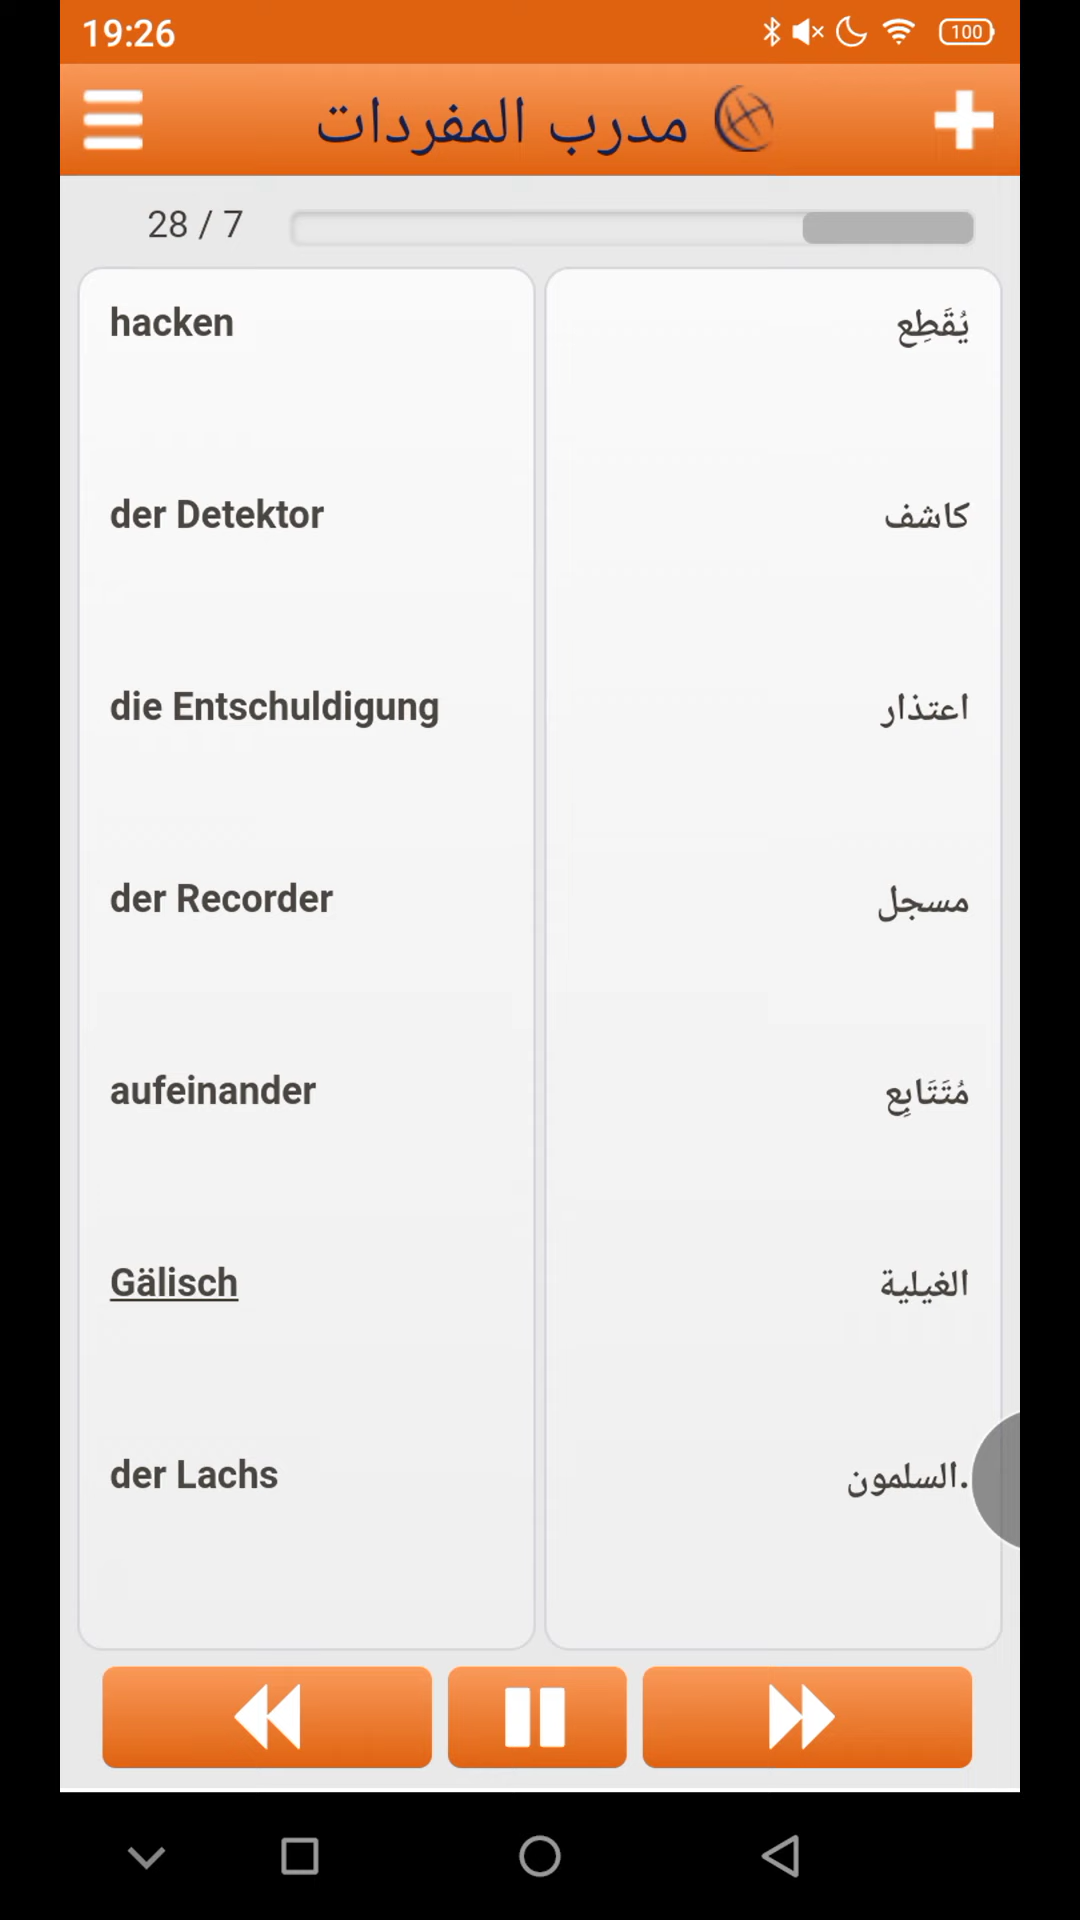 19:26
100
مدرب المفردات
28 / 7
hacken
يُقَطِع
der Detektor
كاشف
die Entschuldigung
اعتذار
der Recorder
مسجل
aufeinander
مُتَتَابِع
Gälisch
الغيلية
der Lachs
السلمون.